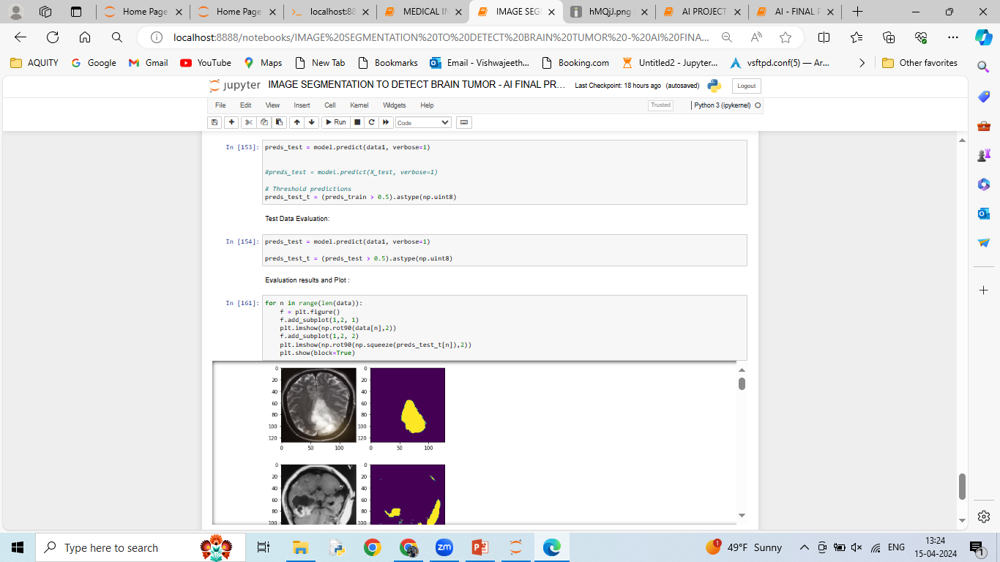 Home Page
Home Page
localhost:88
MEDICAL IN
IMAGE SEGI
hMQjJ.png
AI PROJECT
AI - FINAL P
localhost:8888/notebooks/IMAGE%20SEGMENTATION%20TO%20DETECT%20BRAIN%20TUMOR%20-%20AI%20FINA...
AQUITY
Google
Gmail
YouTube
Maps
New Tab
Bookmarks
Email - Vishwajeeth...
Booking.com
Untitled2 - Jupyter...
vsftpd.conf(5) — Ar...
Other favorites
jupyter IMAGE SEGMENTATION TO DETECT BRAIN TUMOR - AI FINAL PR... Last Checkpoint: 18 hours ago (autosaved)
Logout
File Edit View Insert Cell Kernel Widgets Help
Trusted
Python 3 (ipykernel)
Run
Code
In [153]: preds_test = model.predict(data1, verbose=1)
#preds_test = model.predict(X_test, verbose=1)
# Threshold predictions
preds_test_t = (preds_train > 0.5).astype(np.uint8)
Test Data Evaluation:
In [154]: preds_test = model.predict(data1, verbose=1)
preds_test_t = (preds_test > 0.5).astype(np.uint8)
Evaluation results and Plot :
In [161]: for n in range(len(data)):
f = plt.figure()
f.add_subplot(1,2, 1)
plt.imshow(np.rot90(data[n],2))
f.add_subplot(1,2, 2)
plt.imshow(np.rot90(np.squeeze(preds_test_t[n]),2))
plt.show(block=True)
0 0
20 20
40 40
60 60
80 80
100 100
120 120
0 50 100 0 50 100
0 0
20 20
40 40
60 60
80 80
100 100
Type here to search
zm
1
49°F Sunny
ENG
13:24
15-04-2024
1